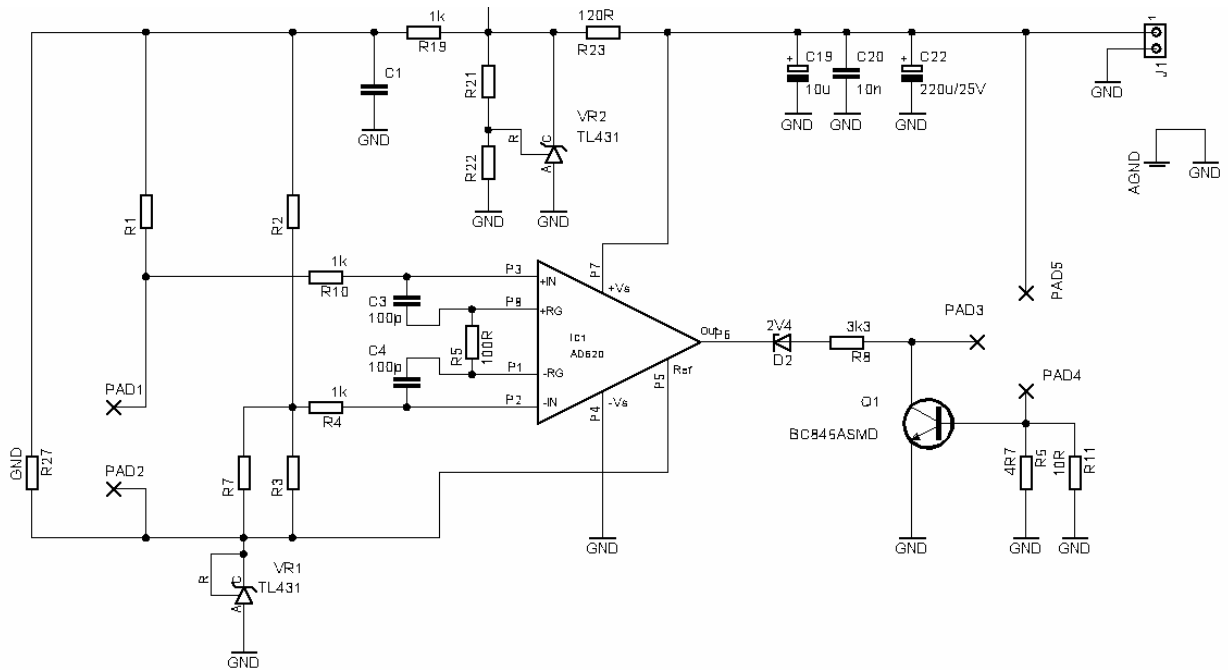 1k
R19
120R
R23
C1
GND
R21
R22
GND
VR2
TL431
R
C
A
GND
+
C19
10u
GND
C20
10n
GND
+
C22
220u/25V
GND
1
J1
GND
AGND
GND
R1
R2
1k
R10
C3
100p
C4
100p
R5
100R
1k
R4
P3
+IN
P8
+RG
P1
-RG
P2
-IN
IC1
AD620
P7
+Vs
P4
-Vs
P5
Ref
Out
P6
GND
2V4
D2
3k3
R8
PAD3
PAD5
PAD4
Q1
BC846ASMD
GND
4R7
R6
GND
10R
R11
GND
PAD1
PAD2
GND
R27
R7
R3
R
C
A
VR1
TL431
GND